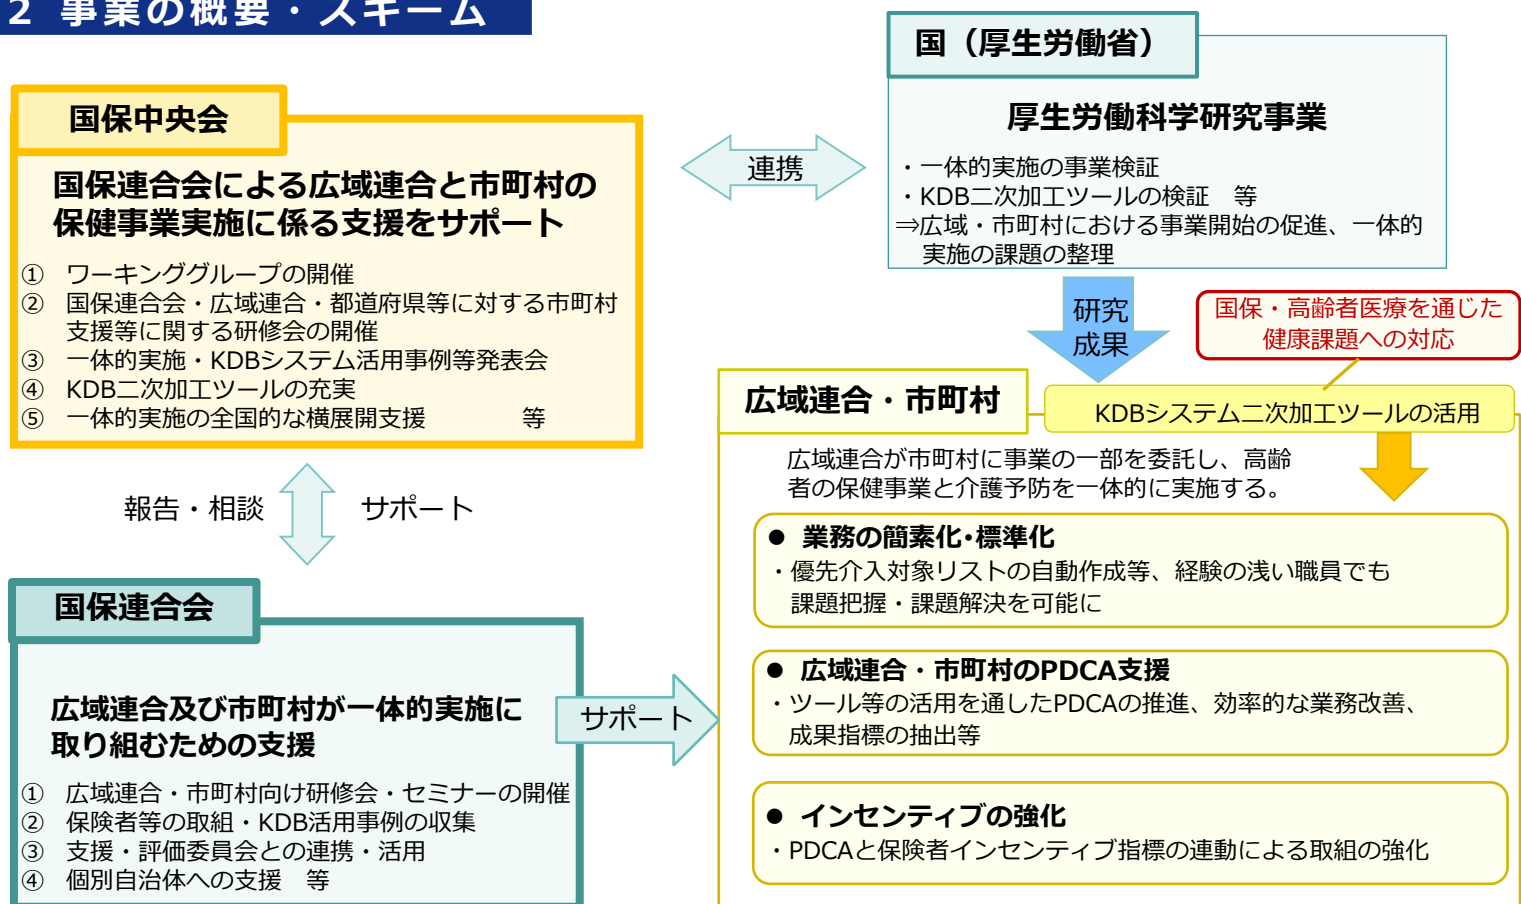 2 事業の概要・スキーム
国保中央会
国保連合会による広域連合と市町村の
保健事業実施に係る支援をサポート
① ワーキンググループの開催
② 国保連合会・広域連合・都道府県等に対する市町村
支援等に関する研修会の開催
③ 一体的実施・KDBシステム活用事例等発表会
④ KDB二次加工ツールの充実
⑤ 一体的実施の全国的な横展開支援 等
連携
国（厚生労働省）
厚生労働科学研究事業
・一体的実施の事業検証
・KDB二次加工ツールの検証 等
⇒広域・市町村における事業開始の促進、一体的
実施の課題の整理
研究
成果
国保・高齢者医療を通じた
健康課題への対応
報告・相談
サポート
国保連合会
広域連合及び市町村が一体的実施に
取り組むための支援
① 広域連合・市町村向け研修会・セミナーの開催
② 保険者等の取組・KDB活用事例の収集
③ 支援・評価委員会との連携・活用
④ 個別自治体への支援 等
サポート
広域連合・市町村
KDBシステム二次加工ツールの活用
広域連合が市町村に事業の一部を委託し、高齢
者の保健事業と介護予防を一体的に実施する。
● 業務の簡素化・標準化
・優先介入対象リストの自動作成等、経験の浅い職員でも
課題把握・課題解決を可能に
● 広域連合・市町村のPDCA支援
・ツール等の活用を通したPDCAの推進、効率的な業務改善、
成果指標の抽出等
● インセンティブの強化
・PDCAと保険者インセンティブ指標の連動による取組の強化